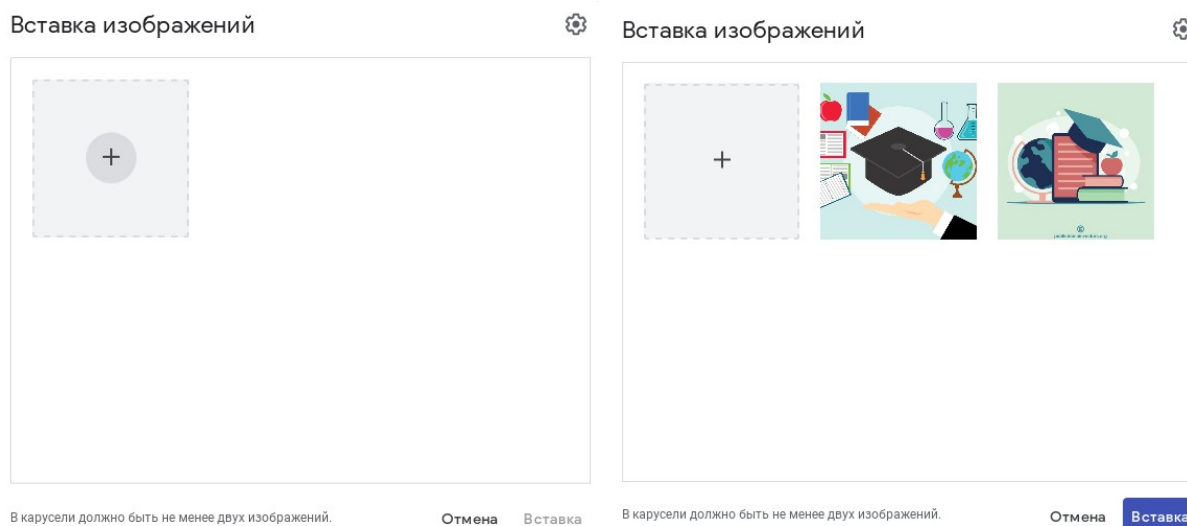 Вставка изображений
В карусели должно быть не менее двух изображений.
Отмена
Вставка
Вставка изображений
В карусели должно быть не менее двух изображений.
Отмена
Вставка